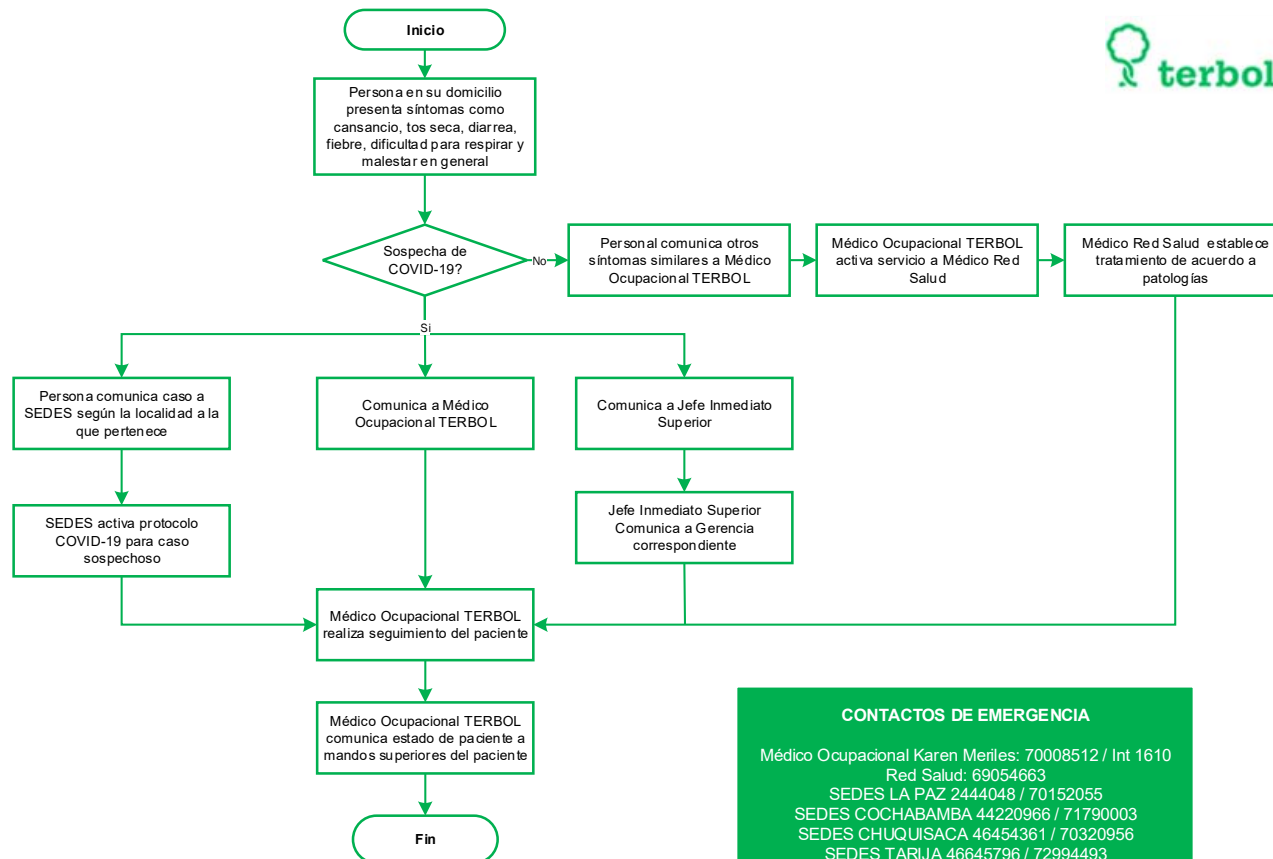 Inicio
terbol
Persona en su domicilio
presenta síntomas como
cansancio, tos seca, diarrea,
fiebre, dificultad para respirar y
malestar en general
Sospecha de
COVID-19?
No
Personal comunica otros
síntomas similares a Médico
Ocupacional TERBOL
Médico Ocupacional TERBOL
activa servicio a Médico Red
Salud
Médico Red Salud establece
tratamiento de acuerdo a
patologías
Si
Persona comunica caso a
SEDES según la localidad a la
que pertenece
Comunica a Médico
Ocupacional TERBOL
Comunica a Jefe Inmediato
Superior
SEDES activa protocolo
COVID-19 para caso
sospechoso
Jefe Inmediato Superior
Comunica a Gerencia
correspondiente
Médico Ocupacional TERBOL
realiza seguimiento del paciente
Médico Ocupacional TERBOL
comunica estado de paciente a
mandos superiores del paciente
Fin
CONTACTOS DE EMERGENCIA
Médico Ocupacional Karen Meriles: 70008512 / Int 1610
Red Salud: 69054663
SEDES LA PAZ 2444048 / 70152055
SEDES COCHABAMBA 44220966 / 71790003
SEDES CHUQUISACA 46454361 / 70320956
SEDES TARIJA 46645796 / 72994493